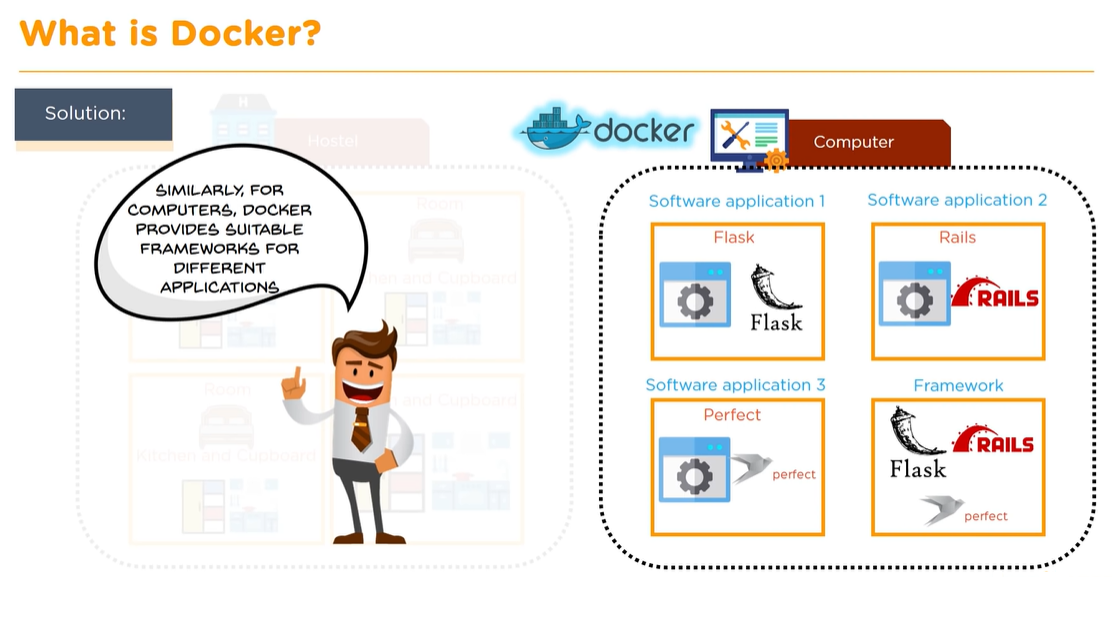 What is Docker?
Solution:
Hostel
docker
Computer
SIMILARLY, FOR
COMPUTERS, DOCKER
PROVIDES SUITABLE
FRAMEWORKS FOR
DIFFERENT
APPLICATIONS
Room
and Cupboard
Room
Kitchen and Cupboard
and Cupboard
Software application 1
Flask
Flask
Software application 2
Rails
RAILS
Software application 3
Perfect
perfect
Framework
Flask
RAILS
perfect